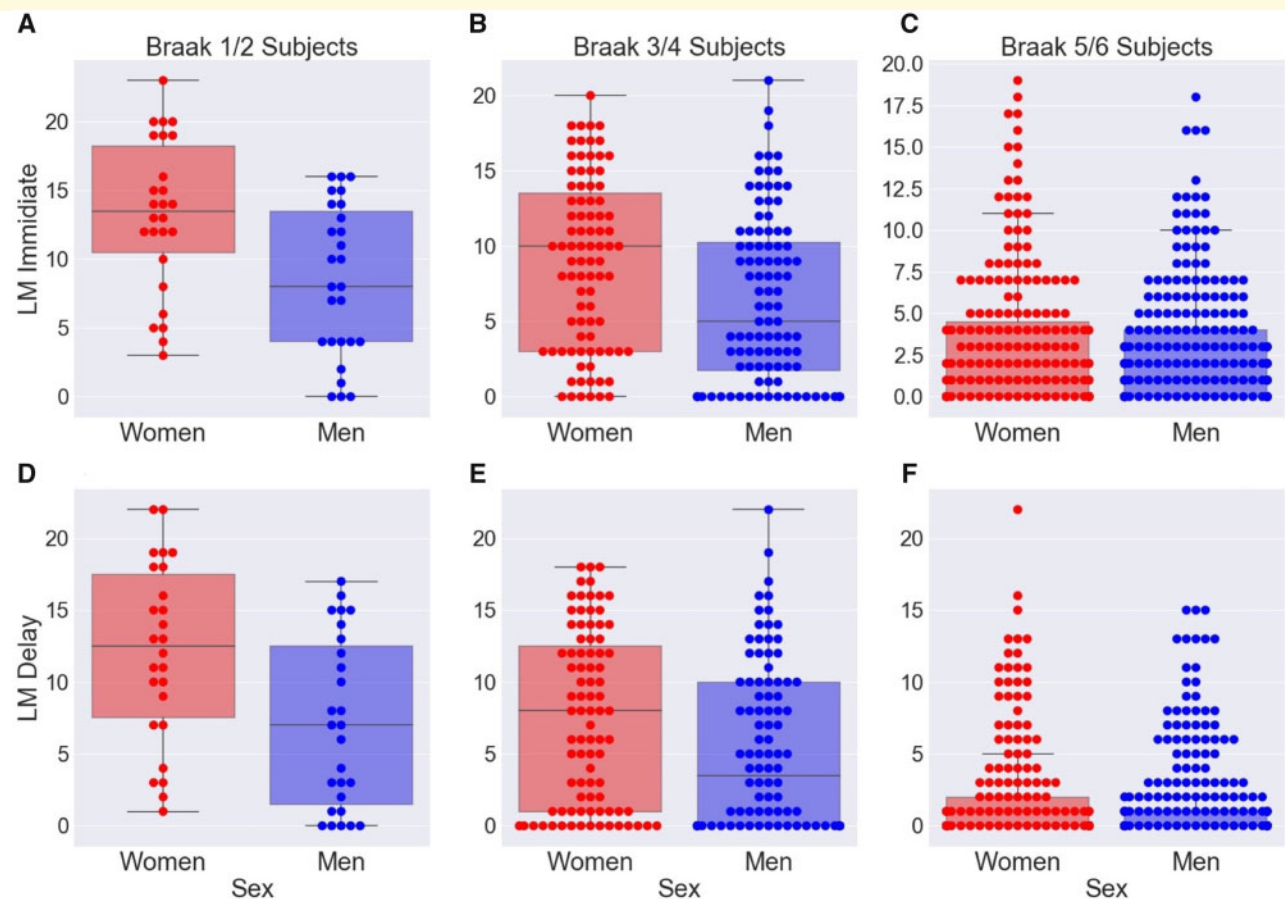 A B C
Braak 1/2 Subjects Braak 3/4 Subjects Braak 5/6 Subjects
LM Immidiate
20
15
10
5
0
Women Men
20
15
10
5
0
Women Men
20.0
17.5
15.0
12.5
10.0
7.5
5.0
2.5
0.0
Women Men
D E F
LM Delay
20
15
10
5
0
Women Men
Sex
20
15
10
5
0
Women Men
Sex
20
15
10
5
0
Women Men
Sex